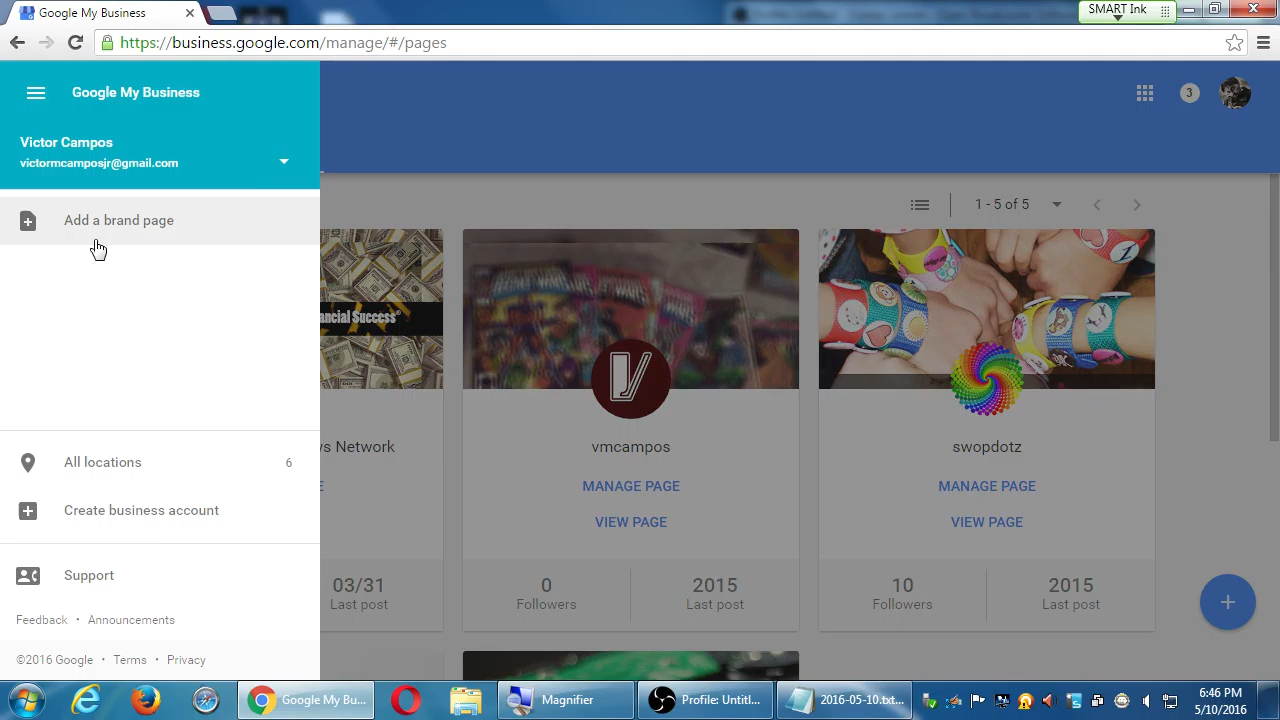 Google My Business
SMART Ink
https://business.google.com/manage/#/pages
Google My Business
3
Victor Campos
victormcamposjr@gmail.com
Add a brand page
1 - 5 of 5
ancial Success®
s Network
vmcampos
swopdotz
MANAGE PAGE
MANAGE PAGE
VIEW PAGE
VIEW PAGE
All locations 6
Create business account
Support
03/31
Last post
0
Followers
2015
Last post
10
Followers
2015
Last post
Feedback • Announcements
©2016 Google • Terms • Privacy
Google My Bu...
Magnifier
Profile: Untitl...
2016-05-10.txt...
6:46 PM
5/10/2016